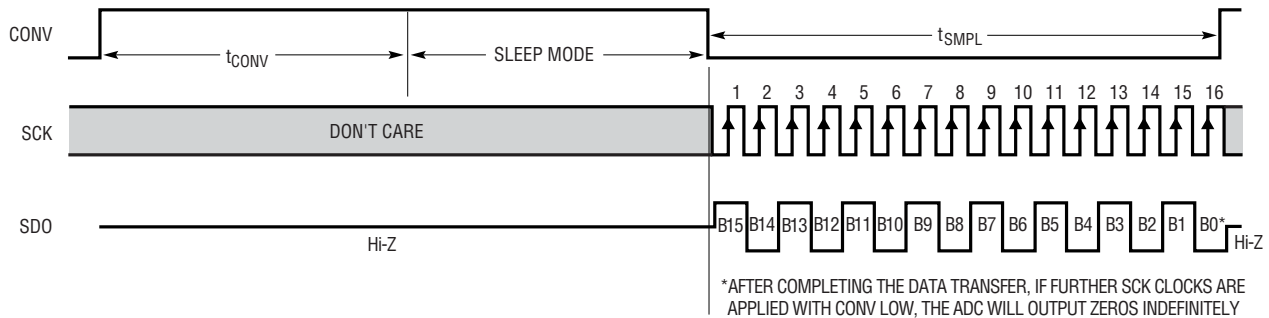 CONV
tCONV
SLEEP MODE
tSMPL
1 2 3 4 5 6 7 8 9 10 11 12 13 14 15 16
SCK
DON'T CARE
SDO
Hi-Z
B15 B14 B13 B12 B11 B10 B9 B8 B7 B6 B5 B4 B3 B2 B1 B0*
Hi-Z
*AFTER COMPLETING THE DATA TRANSFER, IF FURTHER SCK CLOCKS ARE
APPLIED WITH CONV LOW, THE ADC WILL OUTPUT ZEROS INDEFINITELY